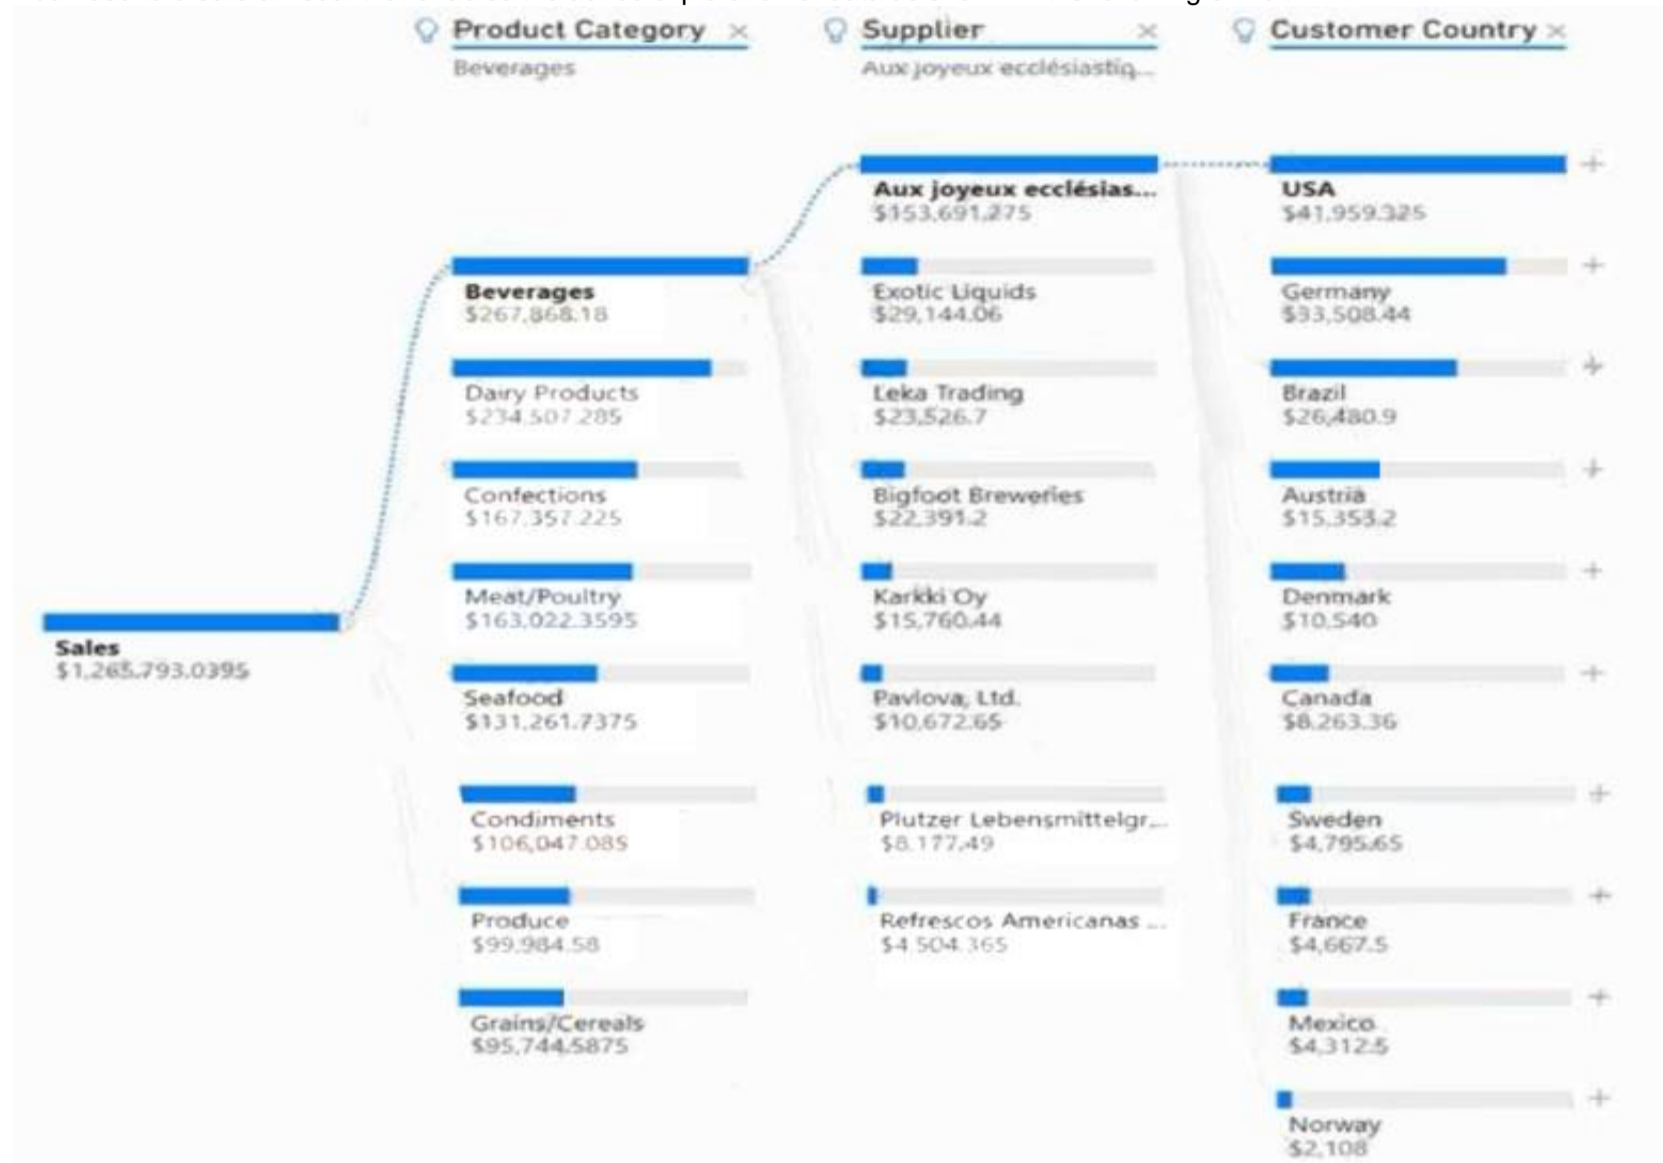 Product Category ×
Beverages
Supplier ×
Aux joyeux ecclésiastiq...
Customer Country ×
Sales
$1,265,793.0395
Beverages
$267,868.18
Dairy Products
$234,507.285
Confections
$167,357.225
Meat/Poultry
$163,022.3595
Seafood
$131,261.7375
Condiments
$106,047.085
Produce
$99,984.58
Grains/Cereals
$95,744.5875
Aux joyeux ecclésias...
$153,691.275
Exotic Liquids
$29,144.06
Leka Trading
$23,526.7
Bigfoot Breweries
$22,391.2
Karkki Oy
$15,760.44
Pavlova, Ltd.
$10,672.65
Plutzer Lebensmittelgr...
$8,177.49
Refrescos Americanas ...
$4,504.365
USA
$41,959.325
Germany
$33,508.44
Brazil
$26,480.9
Austria
$15,353.2
Denmark
$10,540
Canada
$8,263.36
Sweden
$4,795.65
France
$4,667.5
Mexico
$4,312.5
Norway
$2,108